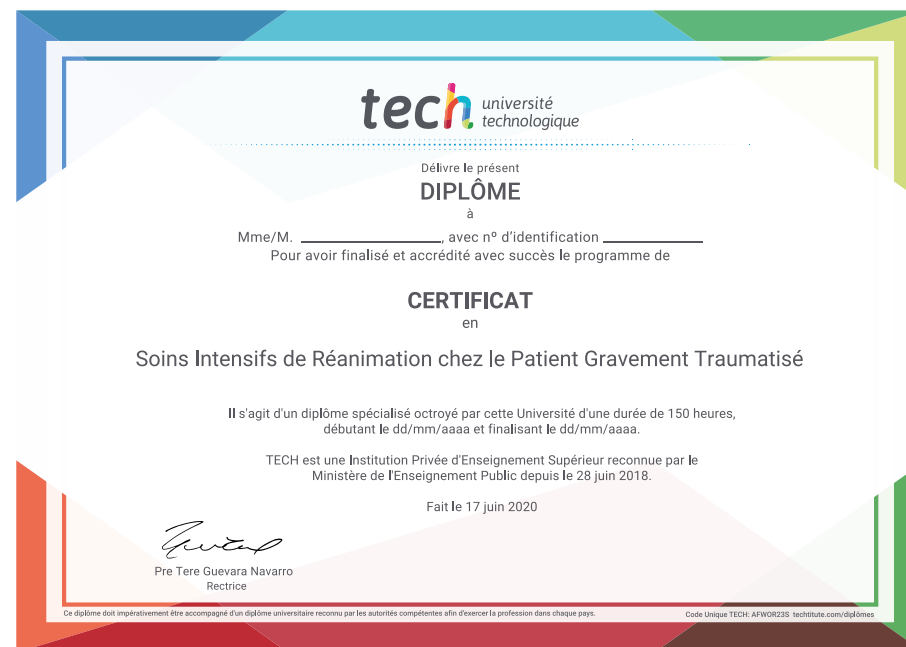 tech université
technologique
Délivre le présent
DIPLÔME
à
Mme/M. ____________________, avec nº d'identification ______________
Pour avoir finalisé et accrédité avec succès le programme de
CERTIFICAT
en
Soins Intensifs de Réanimation chez le Patient Gravement Traumatisé
Il s'agit d'un diplôme spécialisé octroyé par cette Université d'une durée de 150 heures,
débutant le dd/mm/aaaa et finalisant le dd/mm/aaaa.
TECH est une Institution Privée d'Enseignement Supérieur reconnue par le
Ministère de l'Enseignement Public depuis le 28 juin 2018.
Fait le 17 juin 2020
Pre Tere Guevara Navarro
Rectrice
Ce diplôme doit impérativement être accompagné d'un diplôme universitaire reconnu par les autorités compétentes afin d'exercer la profession dans chaque pays.
Code Unique TECH: AFWOR23S techtitute.com/diplômes